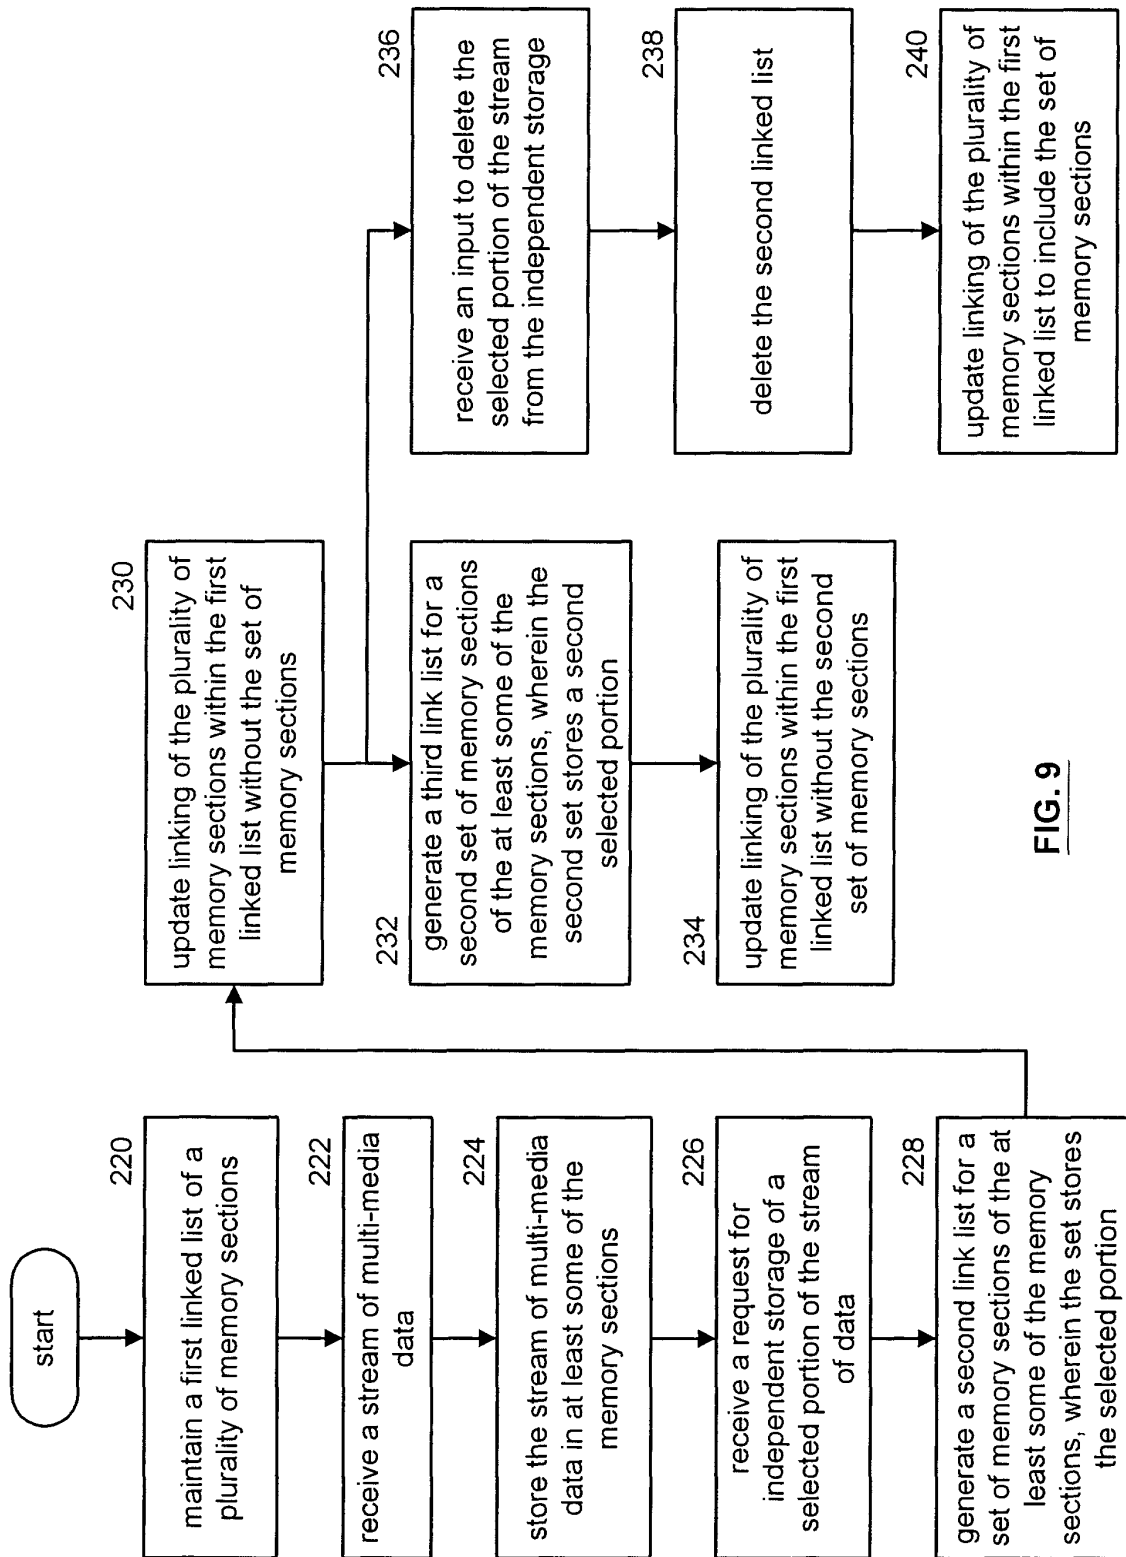 start
220
maintain a first linked list of a
plurality of memory sections
222
receive a stream of multi-media
data
224
store the stream of multi-media
data in at least some of the
memory sections
226
receive a request for
independent storage of a
selected portion of the stream
of data
228
generate a second link list for a
set of memory sections of the at
least some of the memory
sections, wherein the set stores
the selected portion
230
update linking of the plurality of
memory sections within the first
linked list without the set of
memory sections
232
generate a third link list for a
second set of memory sections
of the at least some of the
memory sections, wherein the
second set stores a second
selected portion
234
update linking of the plurality of
memory sections within the first
linked list without the second
set of memory sections
236
receive an input to delete the
selected portion of the stream
from the independent storage
238
delete the second linked list
240
update linking of the plurality of
memory sections within the first
linked list to include the set of
memory sections
FIG. 9